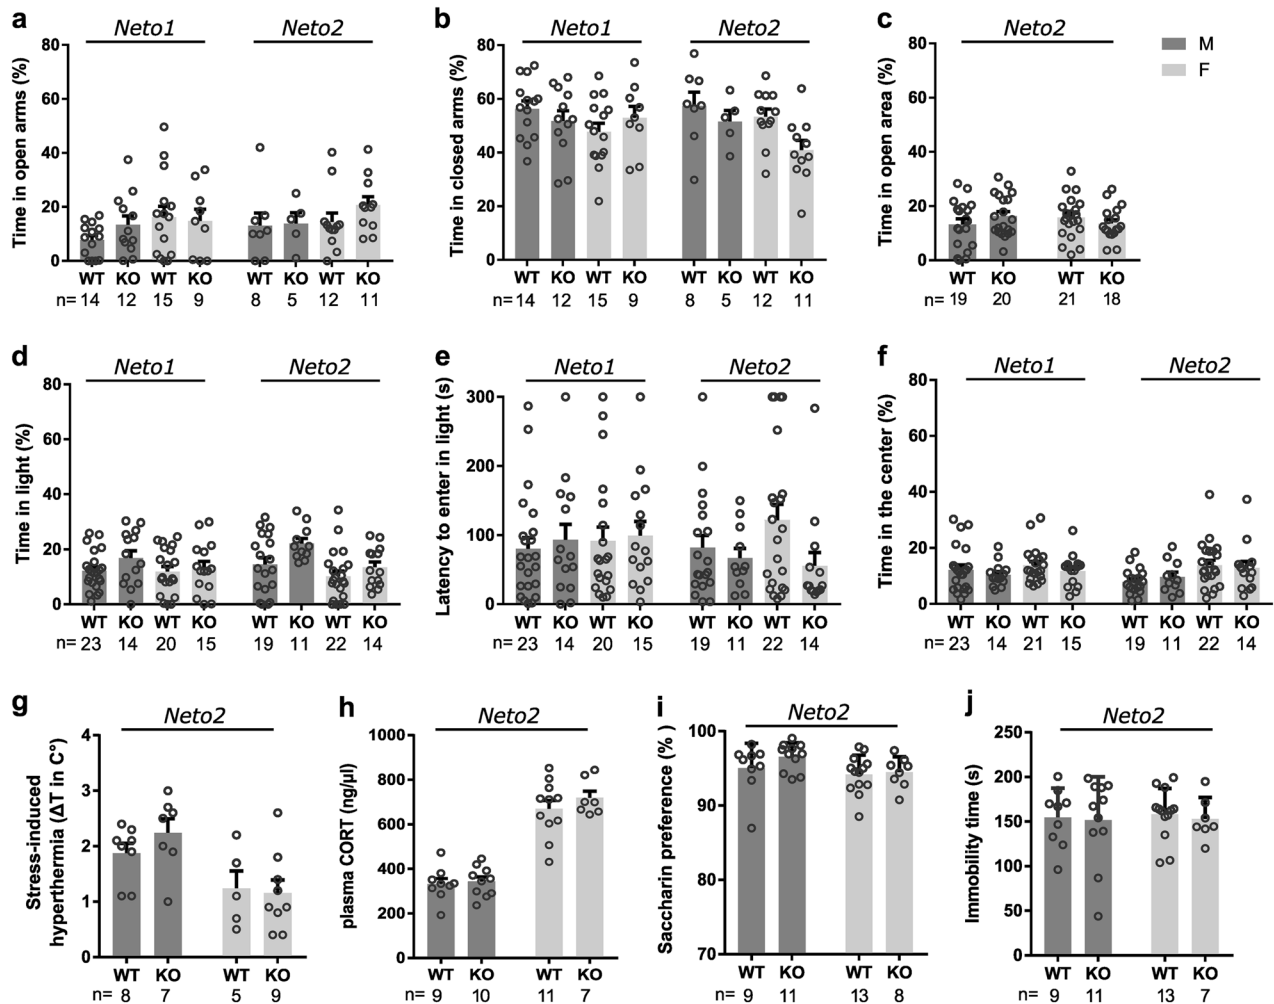 a
Neto1 Neto2
Time in open arms (%)
80
60
40
20
0
WT KO WT KO WT KO WT KO
n= 14 12 15 9 8 5 12 11
b
Neto1 Neto2
Time in closed arms (%)
80
60
40
20
0
WT KO WT KO WT KO WT KO
n= 14 12 15 9 8 5 12 11
c
Neto2
Time in open area (%)
80
60
40
20
0
WT KO WT KO
n= 19 20 21 18
M
F
d
Neto1 Neto2
Time in light (%)
80
60
40
20
0
WT KO WT KO WT KO WT KO
n= 23 14 20 15 19 11 22 14
e
Neto1 Neto2
Latency to enter in light (s)
300
200
100
0
WT KO WT KO WT KO WT KO
n= 23 14 20 15 19 11 22 14
f
Neto1 Neto2
Time in the center (%)
80
60
40
20
0
WT KO WT KO WT KO WT KO
n= 23 14 21 15 19 11 22 14
g
Neto2
Stress-induced
hyperthermia (ΔT in C°)
4
3
2
1
0
WT KO WT KO
n= 8 7 5 9
h
Neto2
plasma CORT (ng/µl)
1000
800
600
400
200
0
WT KO WT KO
n= 9 10 11 7
i
Neto2
Saccharin preference (% )
100
90
80
70
WT KO WT KO
n= 9 11 13 8
j
Neto2
Immobility time (s)
250
200
150
100
50
0
WT KO WT KO
n= 9 11 13 7